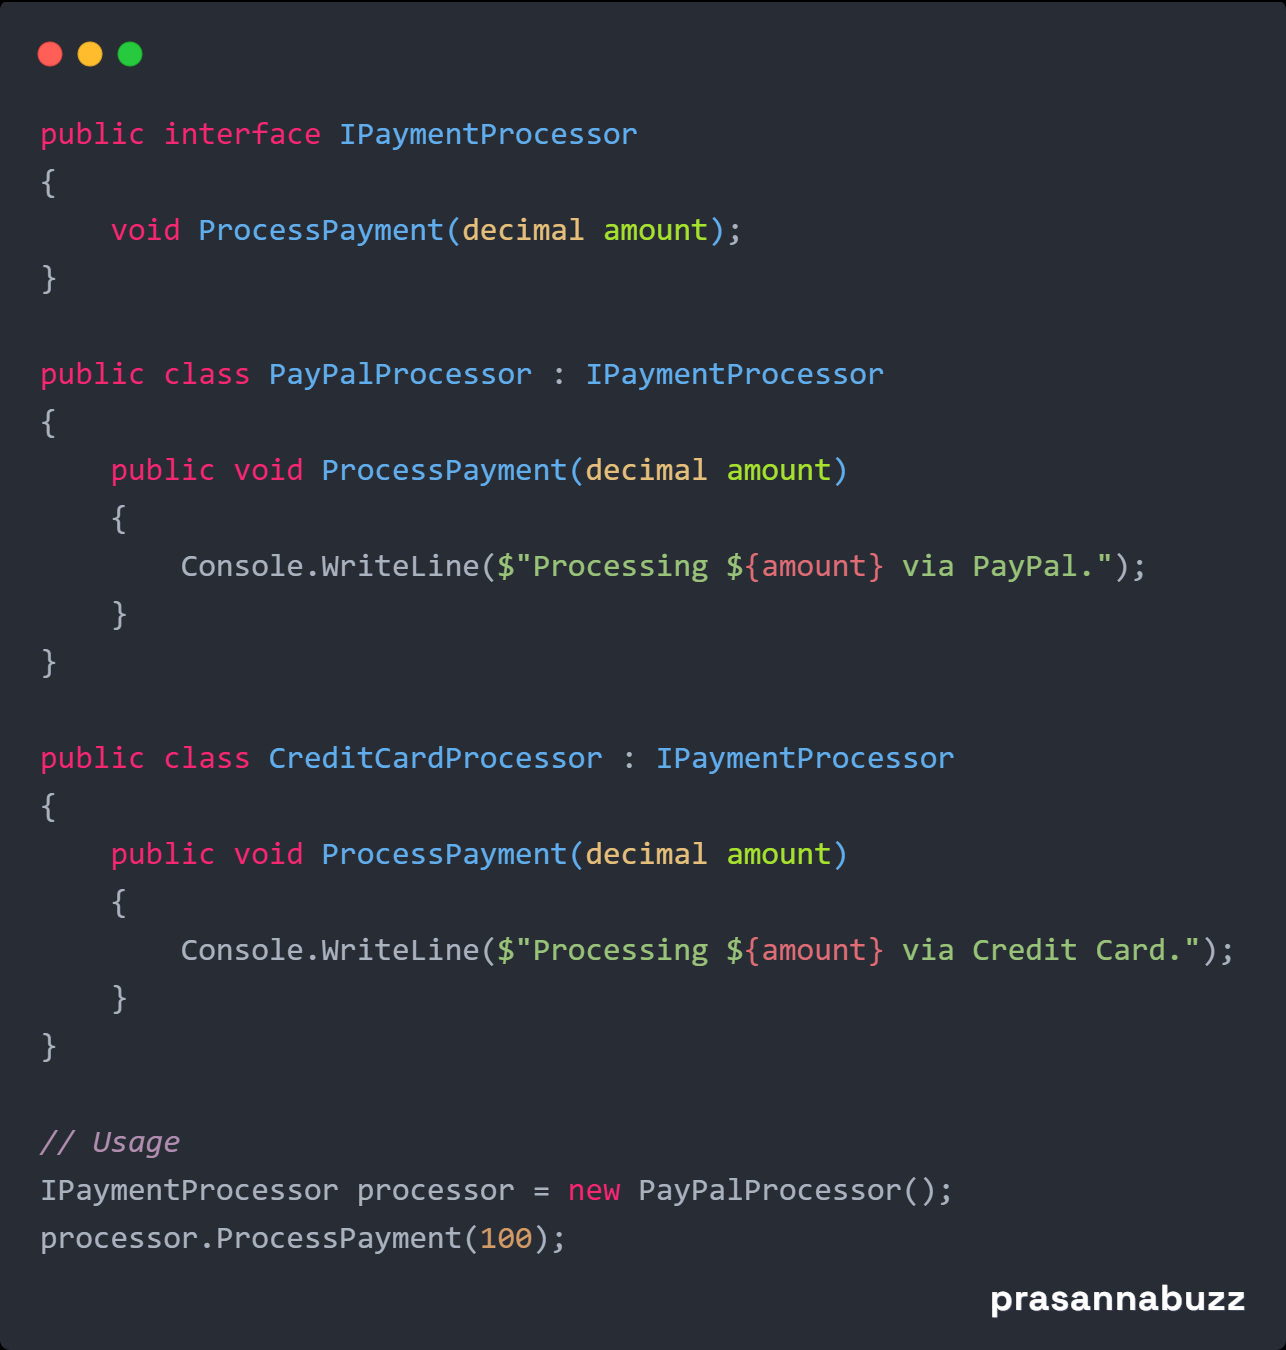 public interface IPaymentProcessor
{
    void ProcessPayment(decimal amount);
}

public class PayPalProcessor : IPaymentProcessor
{
    public void ProcessPayment(decimal amount)
    {
        Console.WriteLine($"Processing ${amount} via PayPal.");
    }
}

public class CreditCardProcessor : IPaymentProcessor
{
    public void ProcessPayment(decimal amount)
    {
        Console.WriteLine($"Processing ${amount} via Credit Card.");
    }
}

// Usage
IPaymentProcessor processor = new PayPalProcessor();
processor.ProcessPayment(100);
prasannabuzz